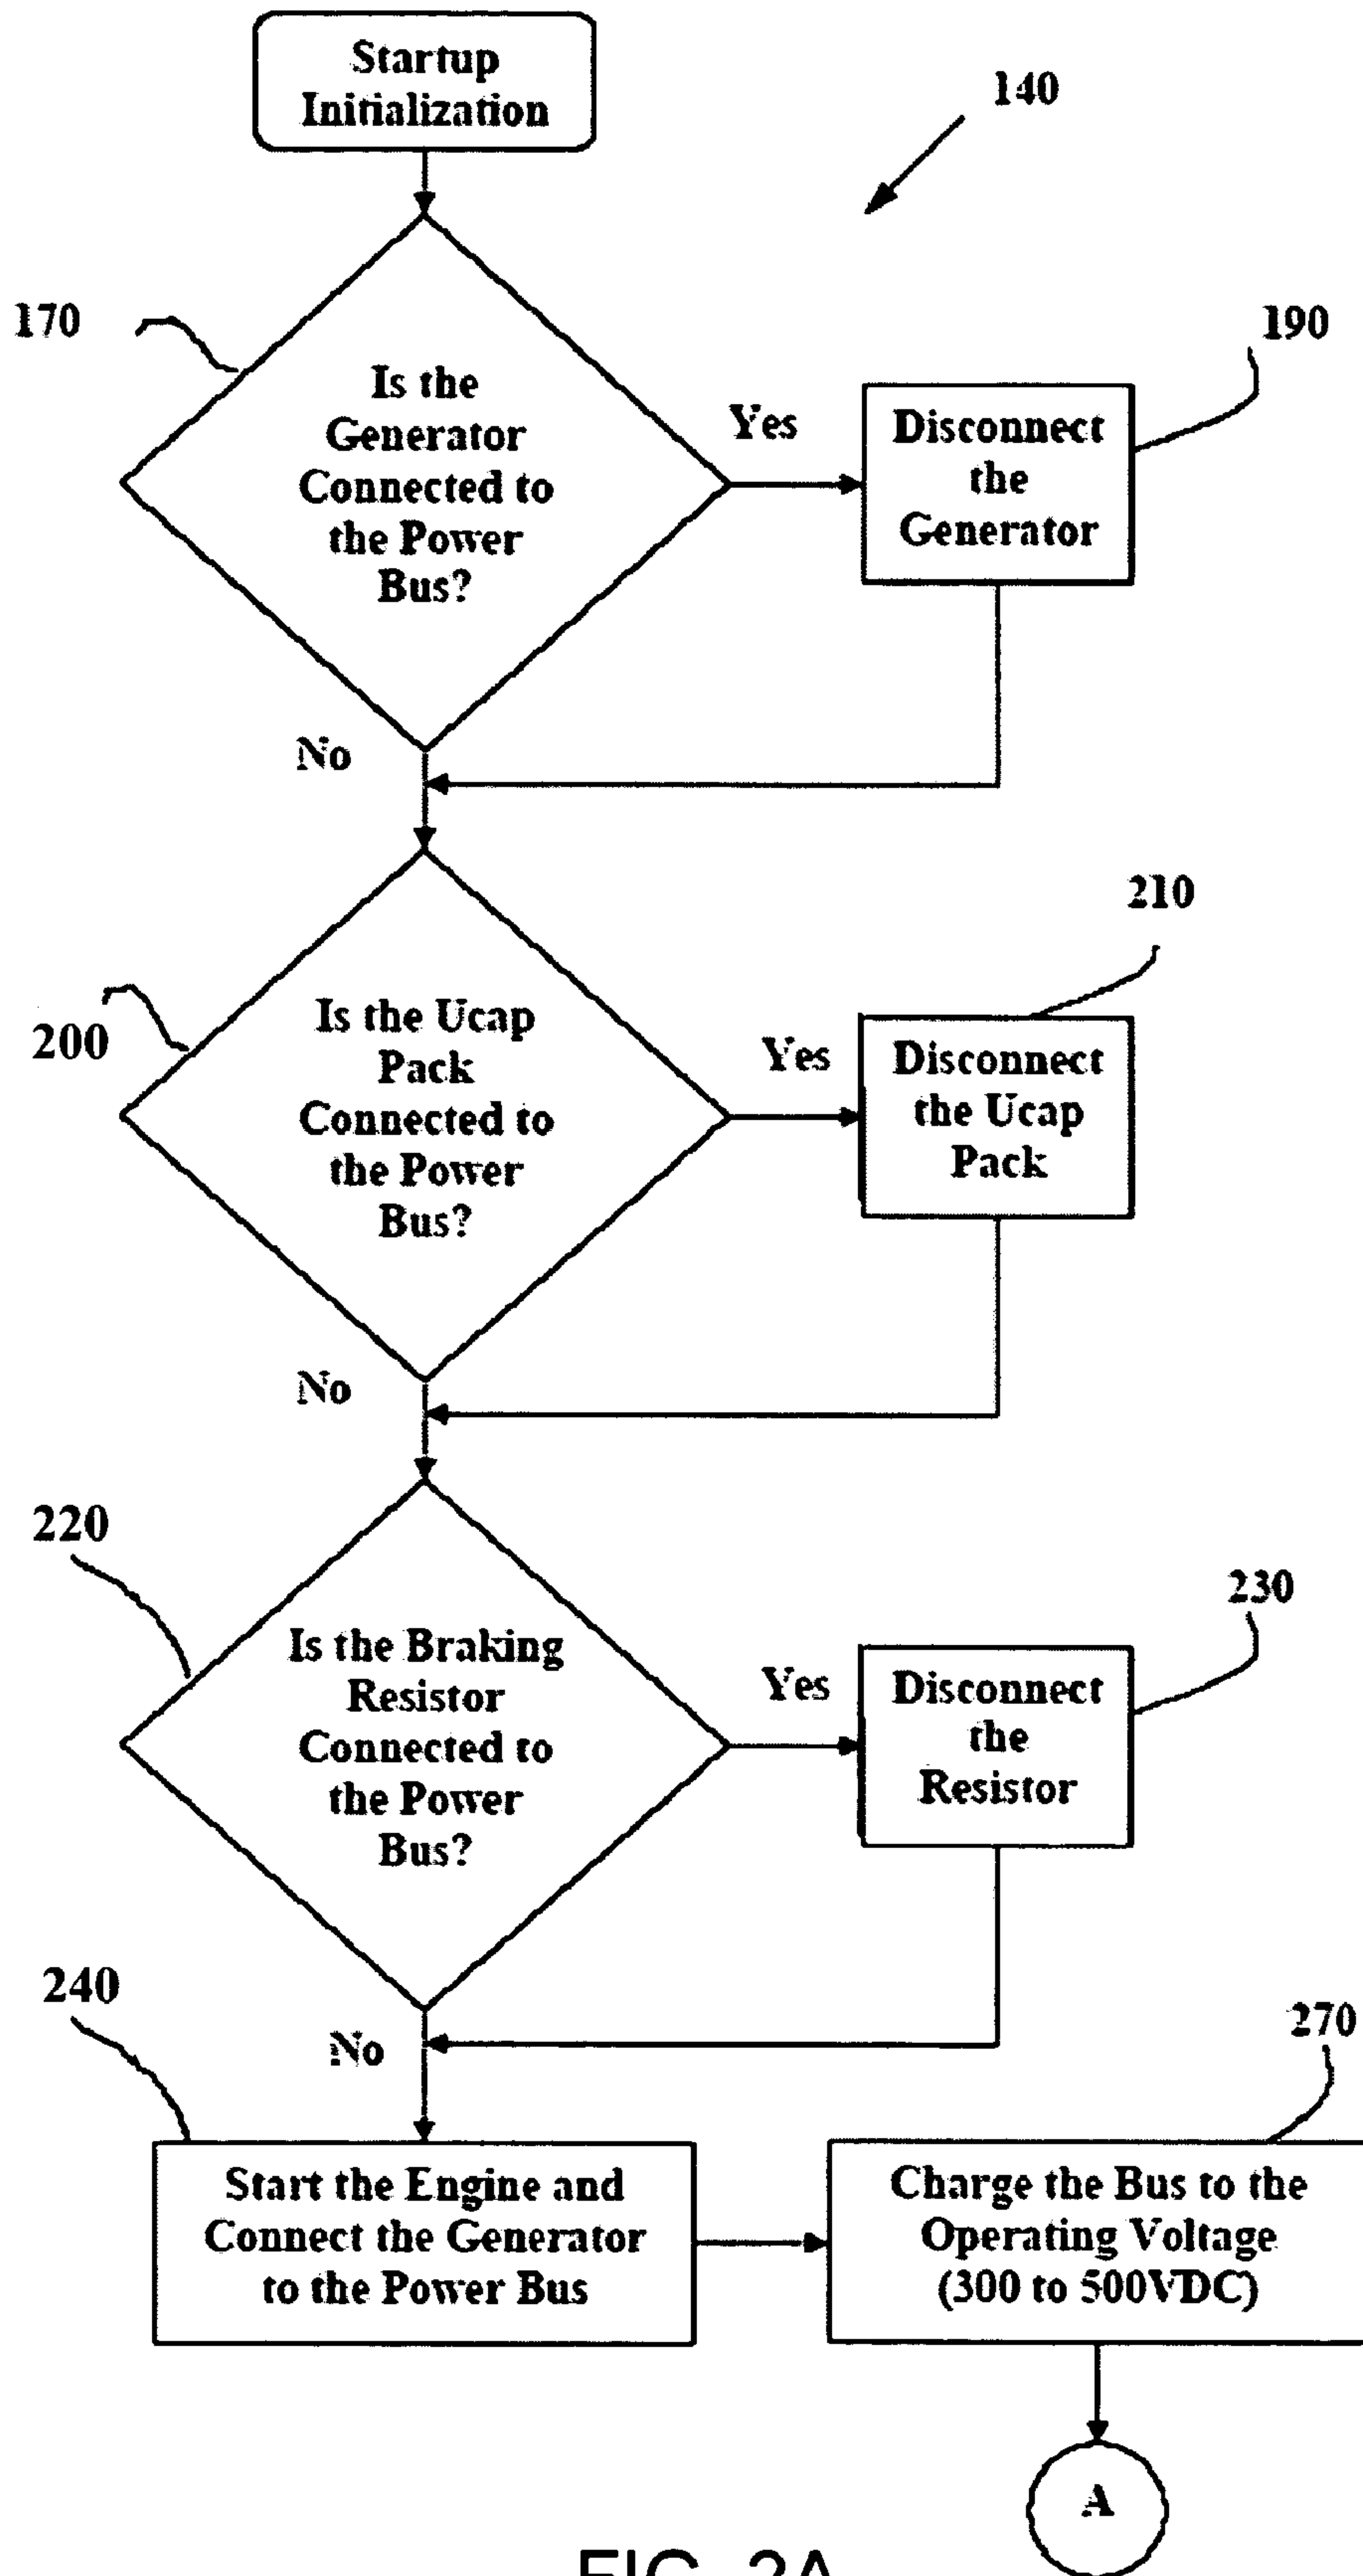 Startup
Initialization
140
170
Is the
Generator
Connected to
the Power
Bus?
Yes
190
Disconnect
the
Generator
No
200
Is the Ucap
Pack
Connected to
the Power
Bus?
Yes
210
Disconnect
the Ucap
Pack
No
220
Is the Braking
Resistor
Connected to
the Power
Bus?
Yes
230
Disconnect
the
Resistor
No
240
Start the Engine and
Connect the Generator
to the Power Bus
270
Charge the Bus to the
Operating Voltage
(300 to 500VDC)
A
FIG. 2A